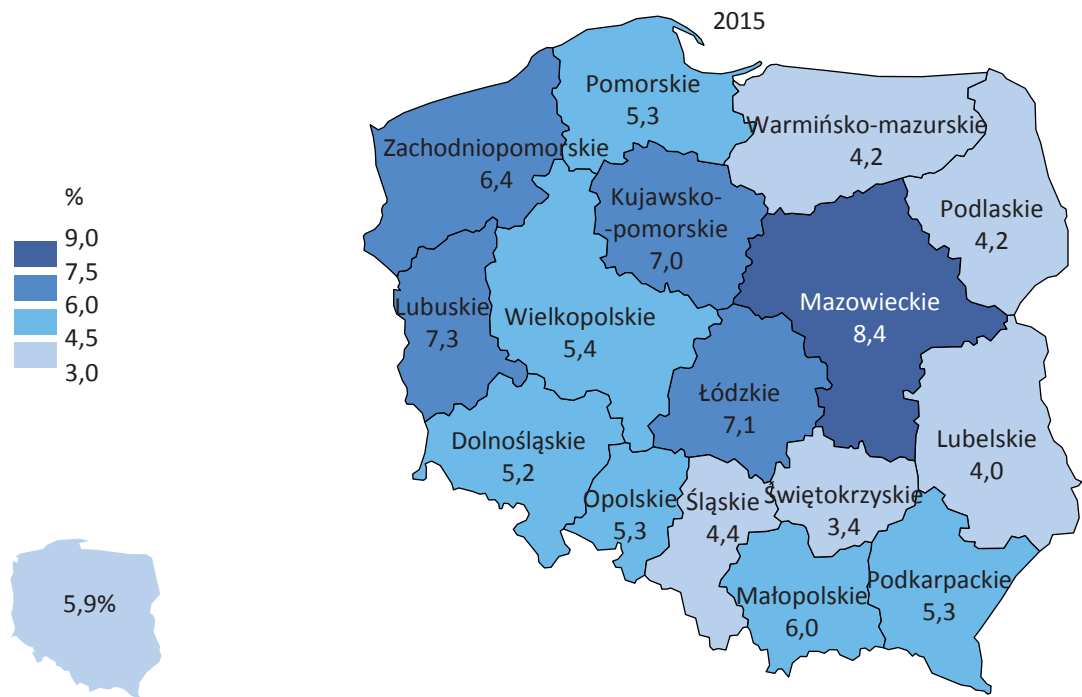 2015
Pomorskie
5,3
Warmińsko-mazurskie
4,2
Zachodniopomorskie
6,4
Kujawsko-
-pomorskie
7,0
Podlaskie
4,2
%
9,0
7,5
6,0
4,5
3,0
Lubuskie
7,3
Wielkopolskie
5,4
Mazowieckie
8,4
Łódzkie
7,1
Dolnośląskie
5,2
Lubelskie
4,0
Opolskie
5,3
Śląskie
4,4
Świętokrzyskie
3,4
Małopolskie
6,0
Podkarpackie
5,3
5,9%